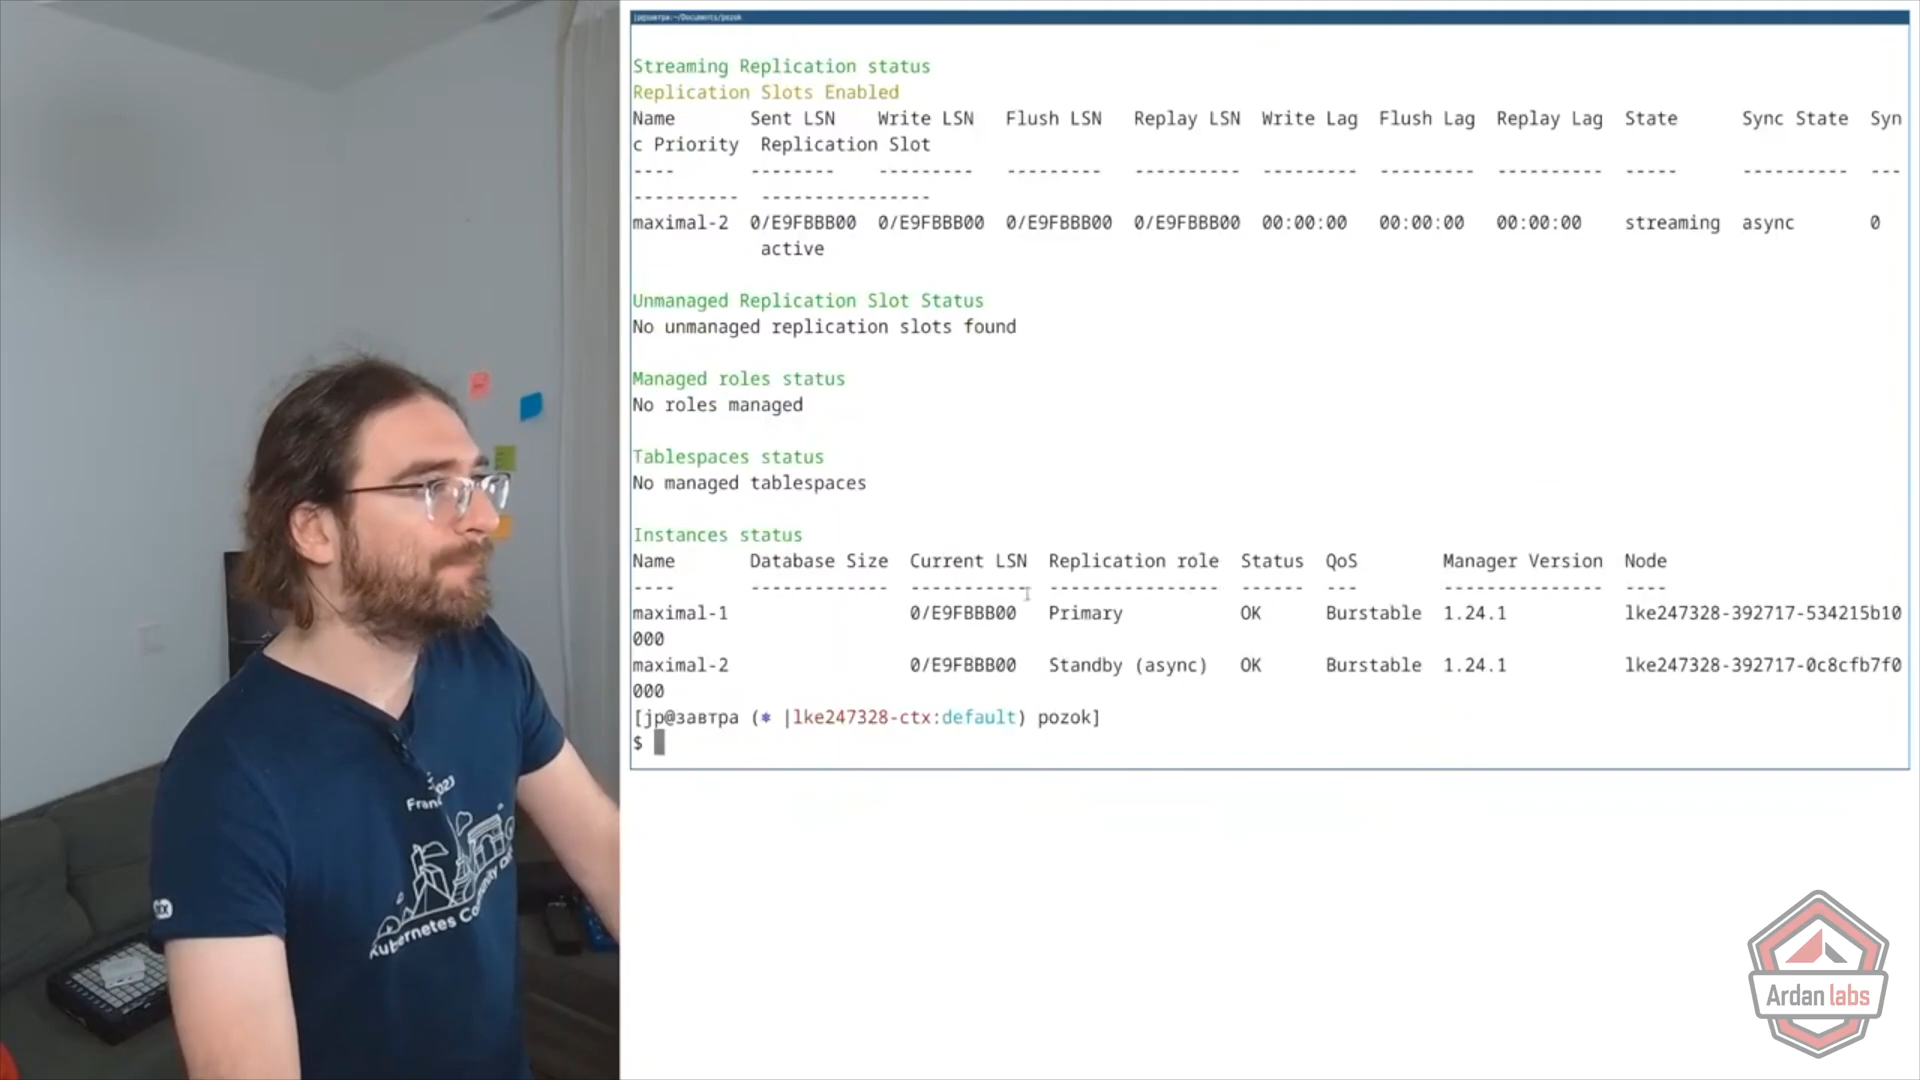 jp@завтра:~/Documents/pozok
Streaming Replication status
Replication Slots Enabled
Name       Sent LSN    Write LSN   Flush LSN   Replay LSN  Write Lag  Flush Lag  Replay Lag  State      Sync State  Syn
c Priority  Replication Slot
----       --------    ---------   ---------   ----------  ---------  ---------  ----------  -----      ----------  ---
----------  ----------------
maximal-2  0/E9FBBB00  0/E9FBBB00  0/E9FBBB00  0/E9FBBB00  00:00:00   00:00:00   00:00:00    streaming  async       0
            active
Unmanaged Replication Slot Status
No unmanaged replication slots found
Managed roles status
No roles managed
Tablespaces status
No managed tablespaces
Instances status
Name       Database Size  Current LSN  Replication role  Status  QoS        Manager Version  Node
----       -------------  -----------  ----------------  ------  ---        ---------------  ----
maximal-1                 0/E9FBBB00   Primary           OK      Burstable  1.24.1           lke247328-392717-534215b10
000
maximal-2                 0/E9FBBB00   Standby (async)   OK      Burstable  1.24.1           lke247328-392717-0c8cfb7f0
000
[jp@завтра (* |lke247328-ctx:default) pozok]
$
Kubernetes
Ardan labs